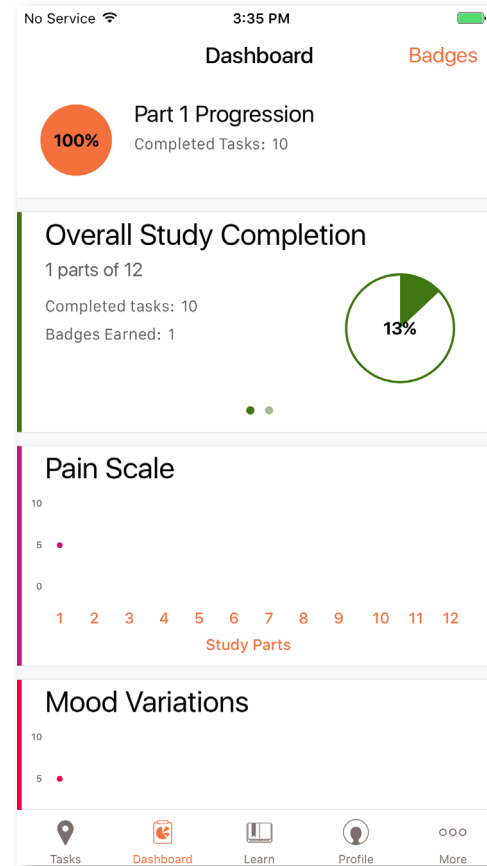 No Service 3:35 PM
Dashboard Badges
100%
Part 1 Progression
Completed Tasks: 10
Overall Study Completion
1 parts of 12
Completed tasks: 10
Badges Earned: 1
13%
Pain Scale
10
5
0
1 2 3 4 5 6 7 8 9 10 11 12
Study Parts
Mood Variations
10
5
Tasks Dashboard Learn Profile More